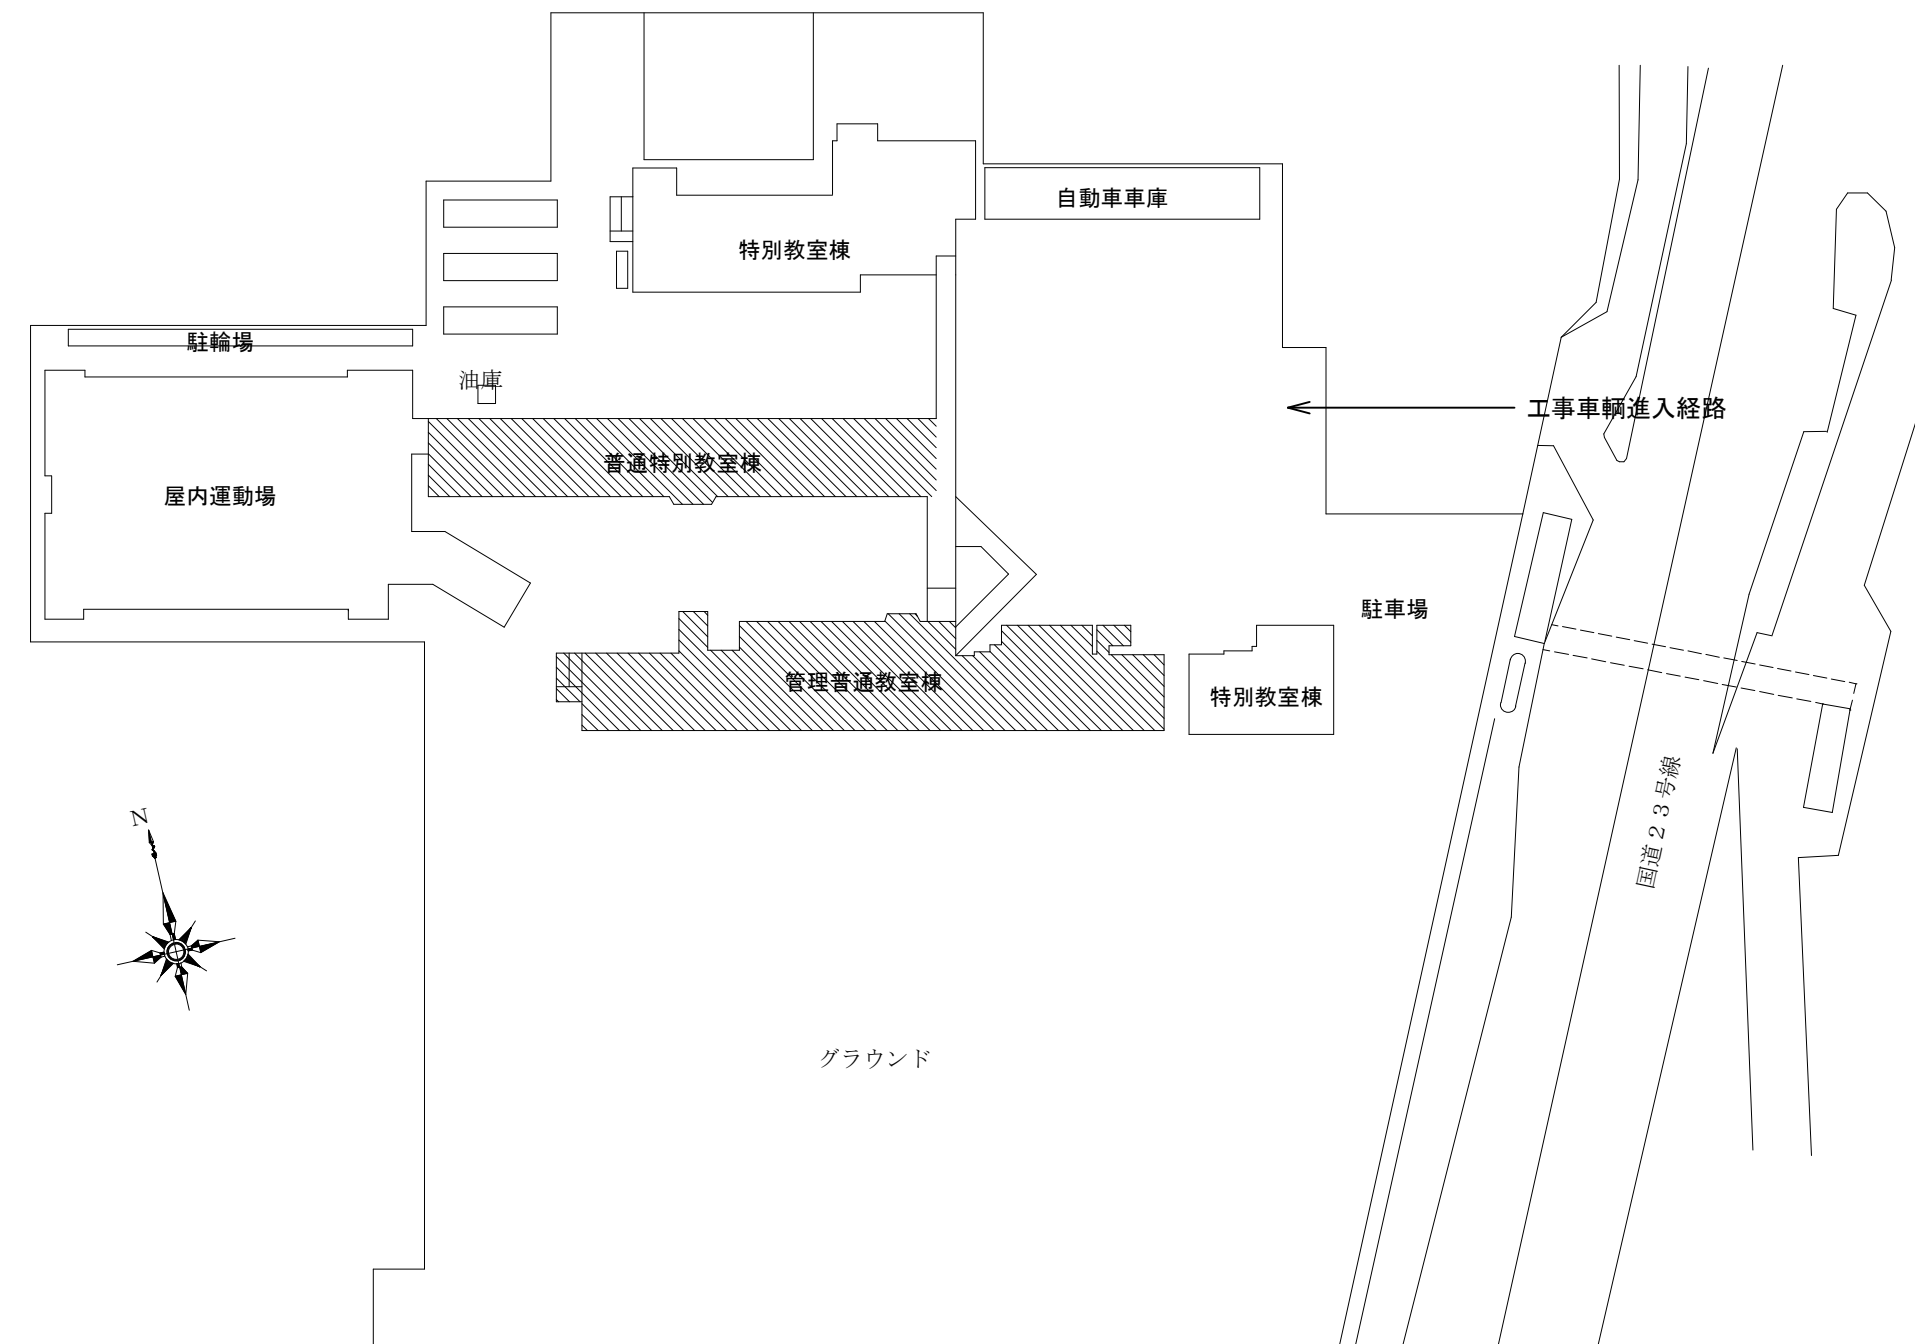 自動車車庫
特別教室棟
駐輪場
油庫
工事車輌進入経路
普通特別教室棟
屋内運動場
駐車場
管理普通教室棟
特別教室棟
国道２３号線
N
グラウンド